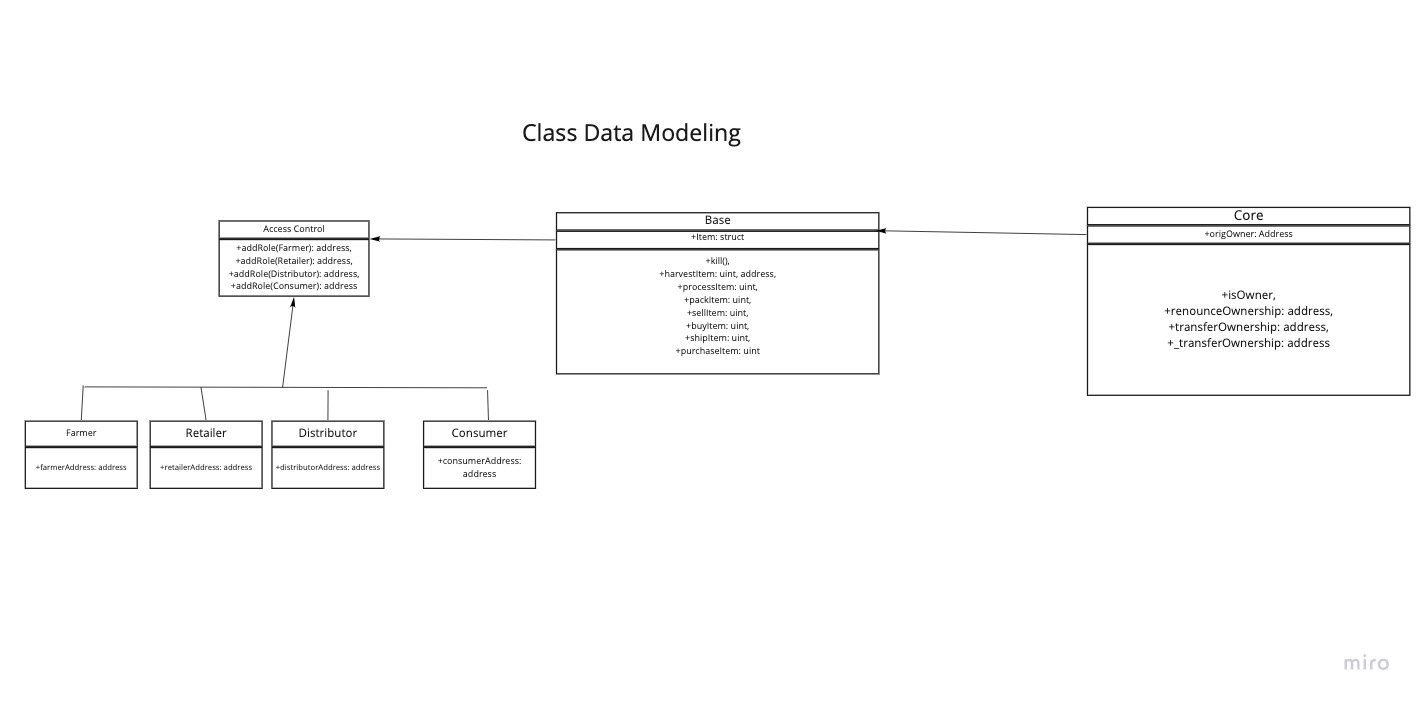 Class Data Modeling
Access Control
+addRole(Farmer): address,
+addRole(Retailer): address,
+addRole(Distributor): address,
+addRole(Consumer): address
Base
+Item: struct
+kill(),
+harvestItem: uint, address,
+processItem: uint,
+packItem: uint,
+sellItem: uint,
+buyItem: uint,
+shipItem: uint,
+purchaseItem: uint
Core
+origOwner: Address
+isOwner,
+renounceOwnership: address,
+transferOwnership: address,
+_transferOwnership: address
Farmer
+farmerAddress: address
Retailer
+retailerAddress: address
Distributor
+distributorAddress: address
Consumer
+consumerAddress:
address
miro